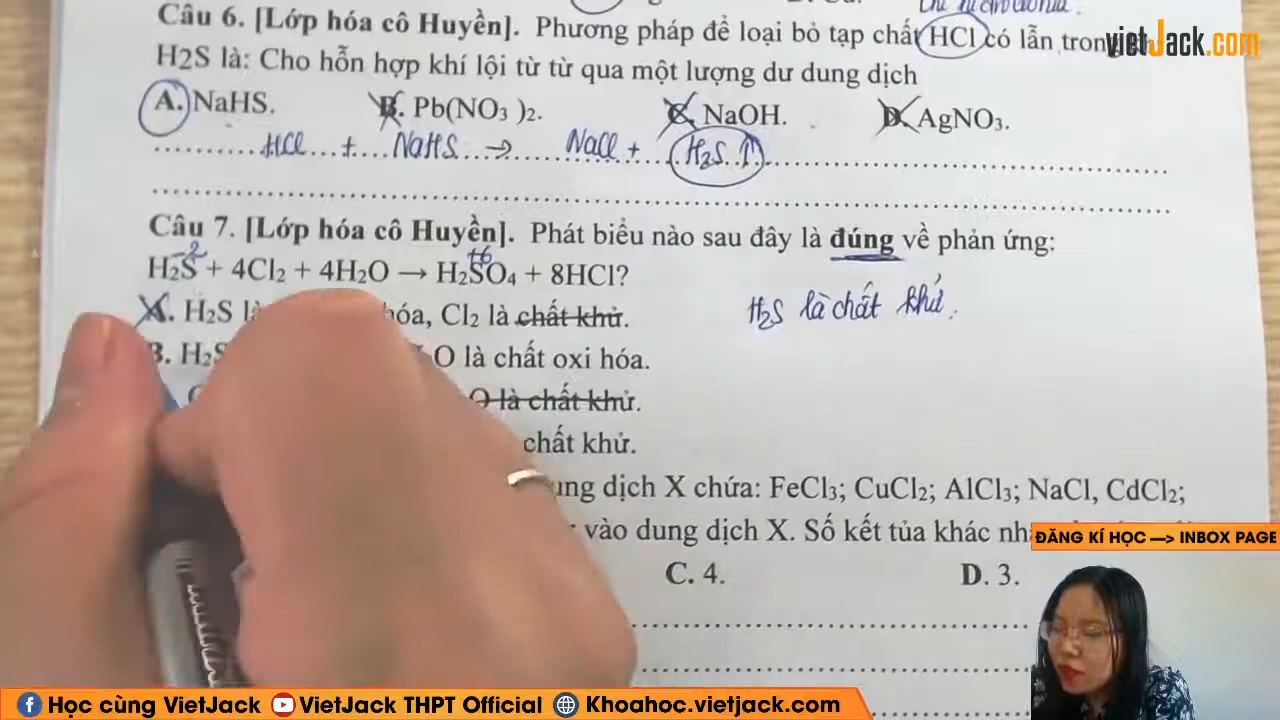 Câu 6. [Lớp hóa cô Huyền]. Phương pháp để loại bỏ tạp chất HCl có lẫn trong
vietJack.com
H2S là: Cho hỗn hợp khí lội từ từ qua một lượng dư dung dịch
A. NaHS. B. Pb(NO3 )2. C. NaOH. D. AgNO3.
HCl + NaHS → NaCl + H2S ↑
Câu 7. [Lớp hóa cô Huyền]. Phát biểu nào sau đây là đúng về phản ứng:
-2 +6
H2S + 4Cl2 + 4H2O → H2SO4 + 8HCl?
A. H2S là hóa, Cl2 là chất khử.
H2S là chất khử.
B. H2S O là chất oxi hóa.
O là chất khử.
chất khử.
ung dịch X chứa: FeCl3; CuCl2; AlCl3; NaCl, CdCl2;
vào dung dịch X. Số kết tủa khác
ĐĂNG KÍ HỌC —> INBOX PAGE
C. 4. D. 3.
Học cùng VietJack VietJack THPT Official Khoahoc.vietjack.com